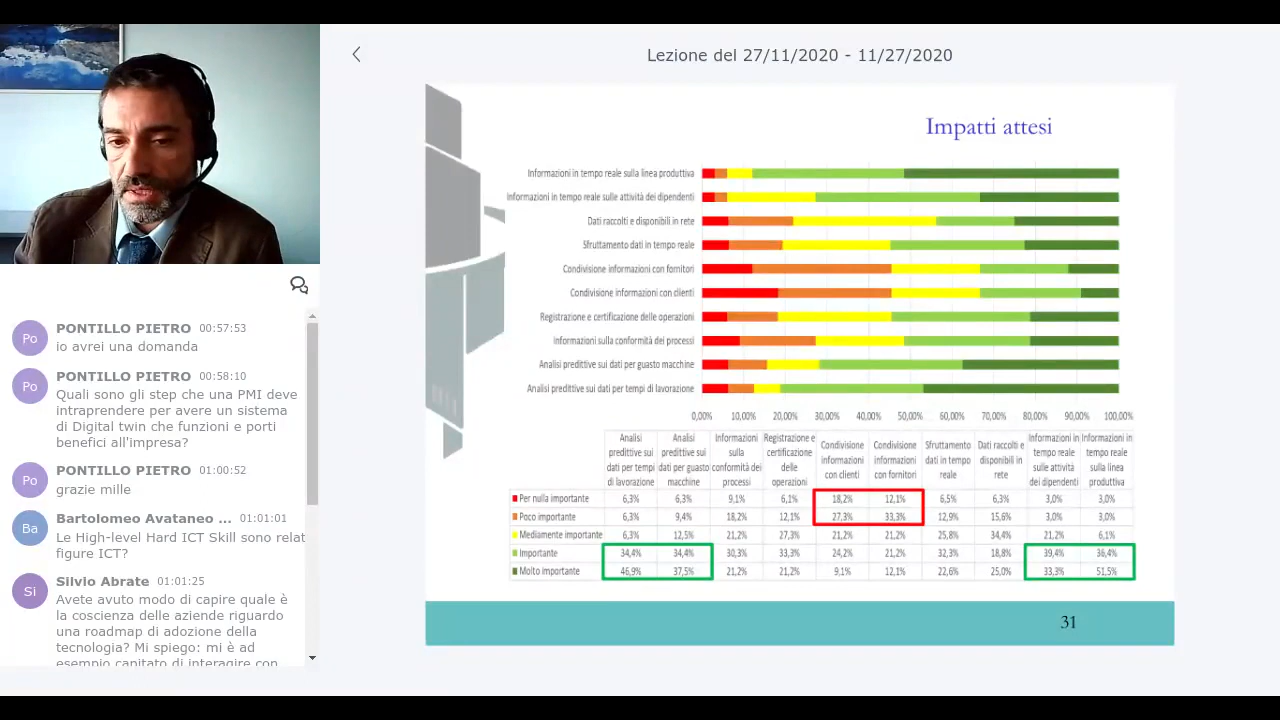 Lezione del 27/11/2020 - 11/27/2020
Impatti attesi
Informazioni in tempo reale sulla linea produttiva
Informazioni in tempo reale sulle attività dei dipendenti
Dati raccolti e disponibili in rete
Sfruttamento dati in tempo reale
Condivisione informazioni con fornitori
Condivisione informazioni con clienti
Registrazione e certificazione delle operazioni
Informazioni sulla conformità dei processi
Analisi predittive sui dati per guasto macchine
Analisi predittive sui dati per tempi di lavorazione
0,00% 10,00% 20,00% 30,00% 40,00% 50,00% 60,00% 70,00% 80,00% 90,00% 100,00%
Analisi predittive sui dati per tempi di lavorazione
Analisi predittive sui dati per guasto macchine
Informazioni sulla conformità dei processi
Registrazione e certificazione delle operazioni
Condivisione informazioni con clienti
Condivisione informazioni con fornitori
Sfruttamento dati in tempo reale
Dati raccolti e disponibili in rete
Informazioni in tempo reale sulle attività dei dipendenti
Informazioni in tempo reale sulla linea produttiva
Per nulla importante 6,3% 6,3% 9,1% 6,1% 18,2% 12,1% 6,5% 6,3% 3,0% 3,0%
Poco importante 6,3% 9,4% 18,2% 12,1% 27,3% 33,3% 12,9% 15,6% 3,0% 3,0%
Mediamente importante 6,3% 12,5% 21,2% 27,3% 21,2% 21,2% 25,8% 34,4% 21,2% 6,1%
Importante 34,4% 34,4% 30,3% 33,3% 24,2% 21,2% 32,3% 18,8% 39,4% 36,4%
Molto importante 46,9% 37,5% 21,2% 21,2% 9,1% 12,1% 22,6% 25,0% 33,3% 51,5%
31
Po
PONTILLO PIETRO 00:57:53
io avrei una domanda
Po
PONTILLO PIETRO 00:58:10
Quali sono gli step che una PMI deve
intraprendere per avere un sistema
di Digital twin che funzioni e porti
benefici all'impresa?
Po
PONTILLO PIETRO 01:00:52
grazie mille
Ba
Bartolomeo Avataneo ... 01:01:01
Le High-level Hard ICT Skill sono relat
figure ICT?
Si
Silvio Abrate 01:01:25
Avete avuto modo di capire quale è
la coscienza delle aziende riguardo
una roadmap di adozione della
tecnologia? Mi spiego: mi è ad
esempio capitato di interagire con